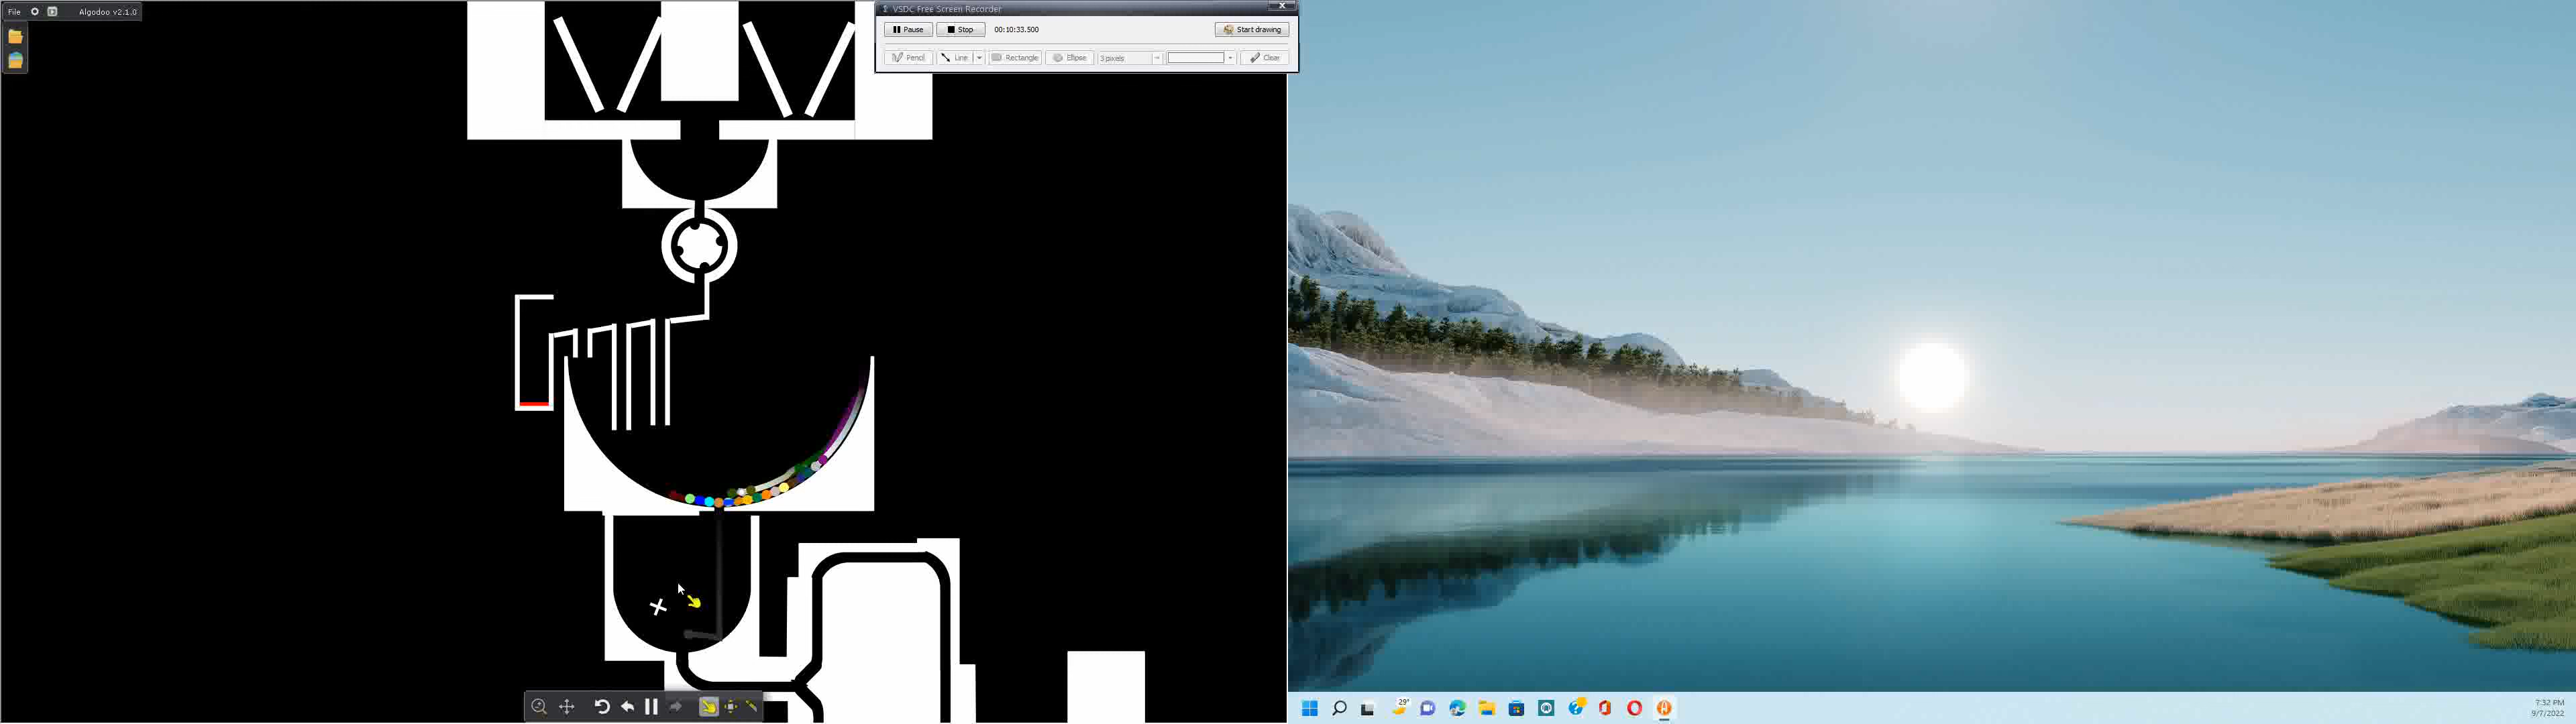 File Algodoo v2.1.0
VSDC Free Screen Recorder
Pause Stop 00:10:33.500 Start drawing
Pencil Line Rectangle Ellipse 3 pixels Clear
29°
7:32 PM
9/7/2022